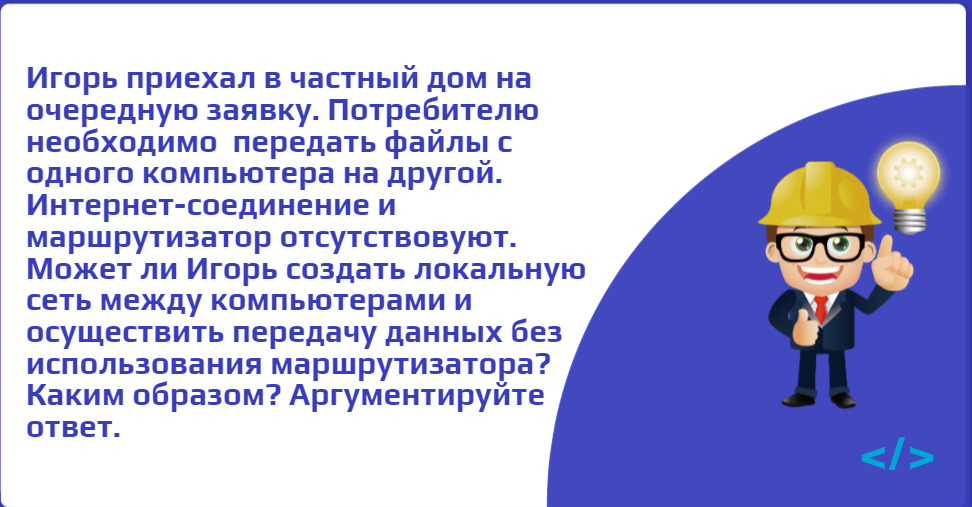 Игорь приехал в частный дом на
очередную заявку. Потребителю
необходимо  передать файлы с
одного компьютера на другой.
Интернет-соединение и
маршрутизатор отсутствовуют.
Может ли Игорь создать локальную
сеть между компьютерами и
осуществить передачу данных без
использования маршрутизатора?
Каким образом? Аргументируйте
ответ.
</>